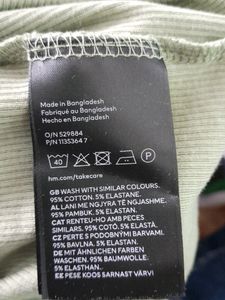 Made in Bangladesh
Fabriqué au Bangladesh
Hecho en Bangladesh
O/N 529884
P/N 1135364 7
40
P
hm.com/takecare
GB WASH WITH SIMILAR COLOURS.
95% COTTON. 5% ELASTANE.
AL LANI ME NGJYRA TË NGJASHME.
95% PAMBUK. 5% ELASTAN.
CAT RENTEU-HO AMB PECES
SIMILARS. 95% COTÓ. 5% ELASTÀ.
CZ PERTE S PODOBNÝMI BARVAMI.
95% BAVLNA. 5% ELASTAN.
DE MIT ÄHNLICHEN FARBEN
WASCHEN. 95% BAUMWOLLE.
5% ELASTHAN.
EE PESE KOOS SARNAST VÄRVI